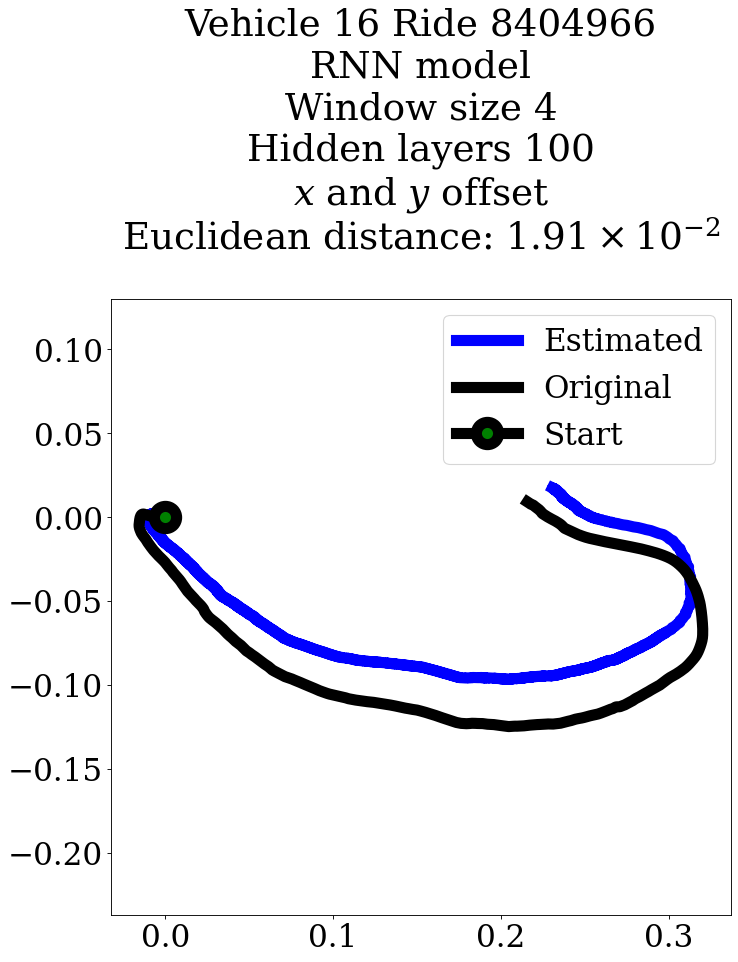 Vehicle 16 Ride 8404966
RNN model
Window size 4
Hidden layers 100
x and y offset
Euclidean distance: 1.91 × 10⁻²
Estimated
Original
Start
0.10
0.05
0.00
−0.05
−0.10
−0.15
−0.20
0.0 0.1 0.2 0.3